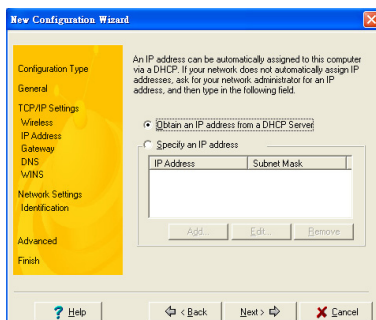 New Configuration Wizard
Configuration Type
General
TCP/IP Settings
Wireless
IP Address
Gateway
DNS
WINS
Network Settings
Identification
Advanced
Finish
An IP address can be automatically assigned to this computer
via a DHCP. If your network does not automatically assign IP
addresses, ask for your network administrator for an IP
address, and then type in the following field.
Obtain an IP address from a DHCP Server
Specify an IP address
IP Address Subnet Mask
Add... Edit... Remove
? Help < Back Next > Cancel